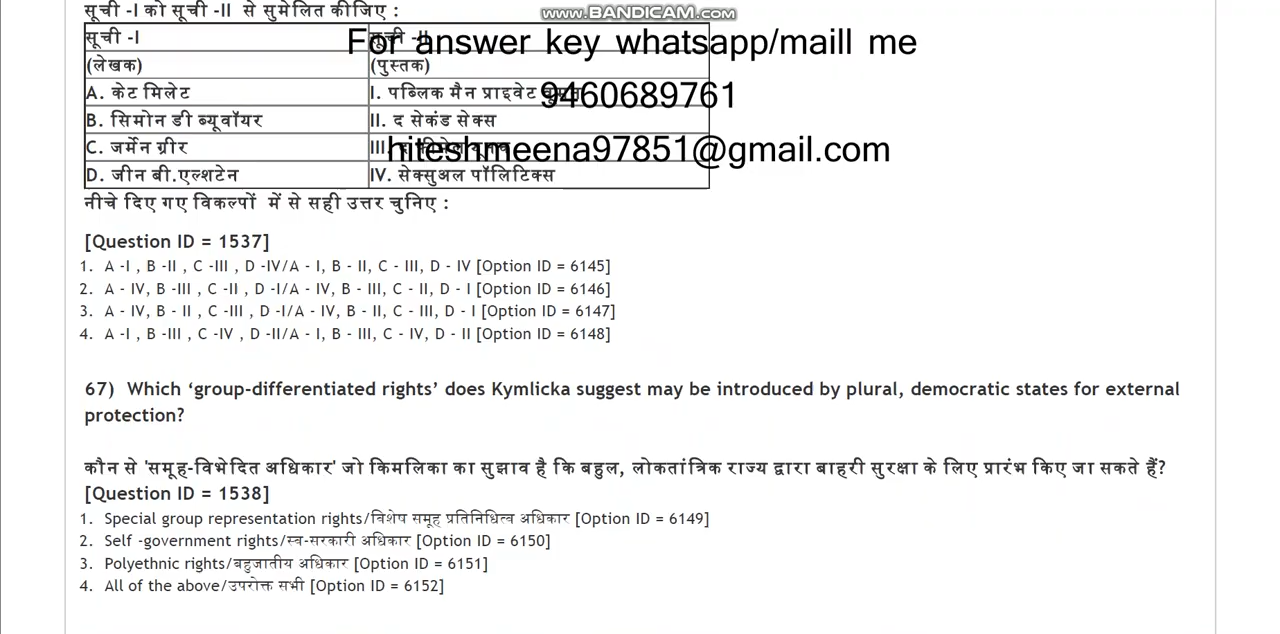 www.BANDICAM.com
सूची -I को सूची -II से सुमेलित कीजिए :
सूची -I
(लेखक) (पुस्तक)
For answer key whatsapp/maill me
A. केट मिलेट I. पब्लिक मैन प्राइवेट
9460689761
B. सिमोन डी ब्यूवॉयर II. द सेकंड सेक्स
C. जर्मेन ग्रीर III.
hiteshmeena97851@gmail.com
D. जीन बी.एल्शटेन IV. सेक्सुअल पॉलिटिक्स
नीचे दिए गए विकल्पों में से सही उत्तर चुनिए :
[Question ID = 1537]
1. A -I , B -II , C -III , D -IV/A - I, B - II, C - III, D - IV [Option ID = 6145]
2. A - IV, B -III , C -II , D -I/A - IV, B - III, C - II, D - I [Option ID = 6146]
3. A - IV, B - II , C -III , D -I/A - IV, B - II, C - III, D - I [Option ID = 6147]
4. A -I , B -III , C -IV , D -II/A - I, B - III, C - IV, D - II [Option ID = 6148]
67) Which ‘group-differentiated rights’ does Kymlicka suggest may be introduced by plural, democratic states for external
protection?
कौन से 'समूह-विभेदित अधिकार' जो किमलिका का सुझाव है कि बहुल, लोकतांत्रिक राज्य द्वारा बाहरी सुरक्षा के लिए प्रारंभ किए जा सकते हैं?
[Question ID = 1538]
1. Special group representation rights/विशेष समूह प्रतिनिधित्व अधिकार [Option ID = 6149]
2. Self -government rights/स्व-सरकारी अधिकार [Option ID = 6150]
3. Polyethnic rights/बहुजातीय अधिकार [Option ID = 6151]
4. All of the above/उपरोक्त सभी [Option ID = 6152]